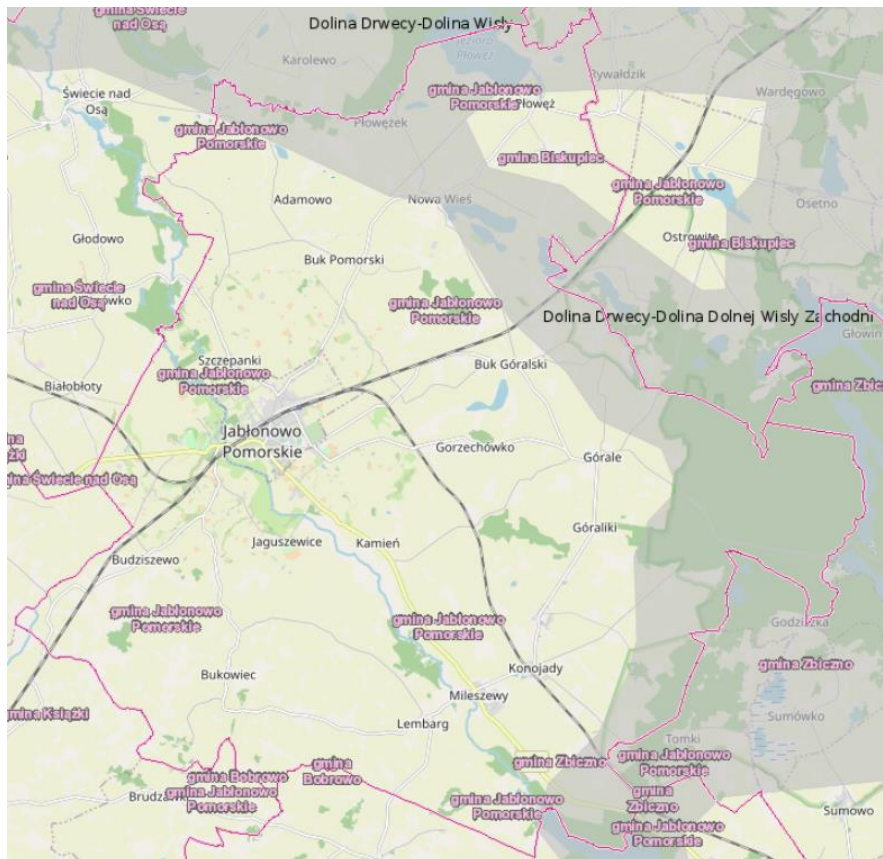 gmina Świecie
nad Osą
Dolina Drwecy-Dolina Wisly
Jezioro
Płowęż
Karolewo
Rywałdzik
Świecie nad
Osą
gmina Jabłonowo
Pomorskie
Wardęgowo
Płowęż
gmina Jabłonowo
Pomorskie
Płowężek
gmina Biskupiec
gmina Jabłonowo
Pomorskie
Adamowo
Nowa Wieś
Osetno
Głodowo
Ostrowite
gmina Biskupiec
Buk Pomorski
gmina Świecie
nad Osą
gmina Jabłonowo
Pomorskie
Dolina Drwecy-Dolina Dolnej Wisly Zachodni
Głowin
Szczepanki
Buk Góralski
gmina Jabłonowo
Pomorskie
Białobłoty
Jabłonowo
Pomorskie
Gorzechówko
Górale
gmina Świecie nad Osą
Góraliki
Jaguszewice
Kamień
Budziszewo
gmina Jabłonowo
Pomorskie
gmina Jabłonowo
Pomorskie
Godziszka
Bukowiec
Konojady
gmina Zbiczno
Mileszewy
gmina Książki
Lembarg
Sumówko
Tomki
gmina Zbiczno
gmina Jabłonowo
Pomorskie
gmina Bobrowo
gmina
Bobrowo
gmina Jabłonowo
Pomorskie
gmina
Zbiczno
gmina Jabłonowo
Pomorskie
Sumowo
gmina Jabłonowo
Pomorskie